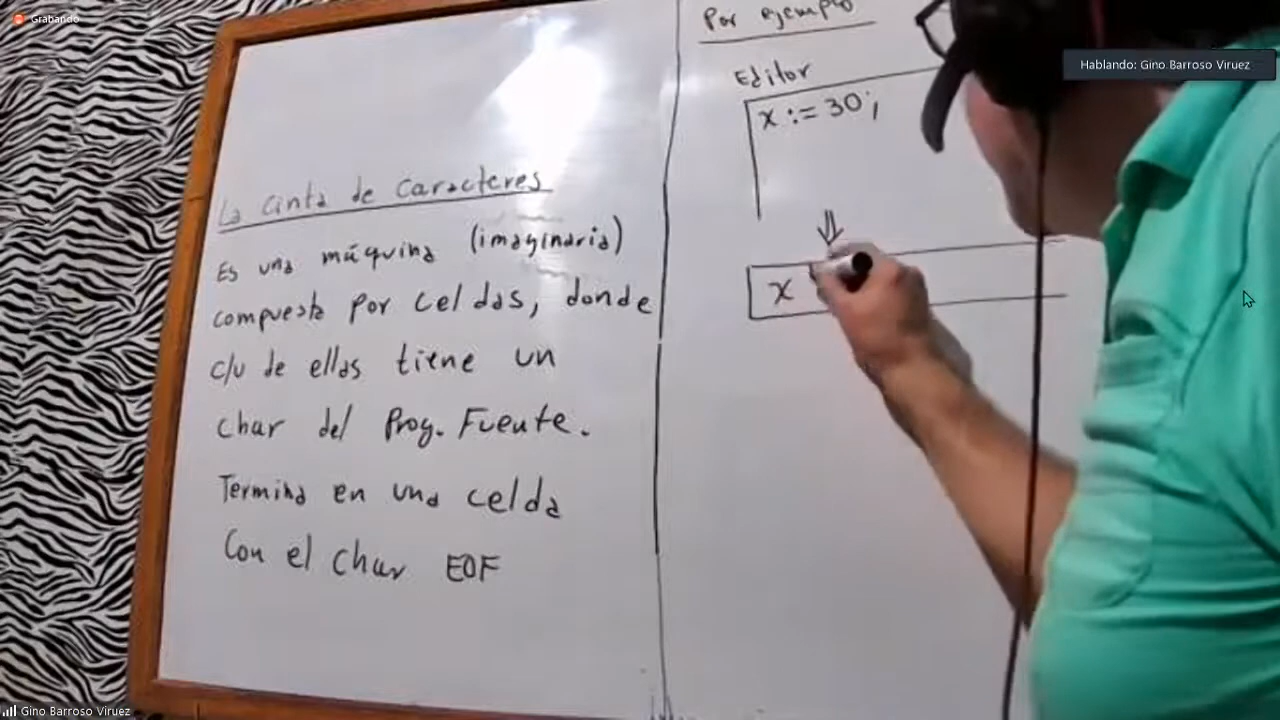 Grabando
La cinta de caracteres
Es una máquina (imaginaria)
compuesta por celdas, donde
c/u de ellas tiene un
char del Prog. Fuente.
Termina en una celda
Con el char EOF
Por ejemplo
Editor
x := 30;
x
Hablando: Gino Barroso Viruez
Gino Barroso Viruez